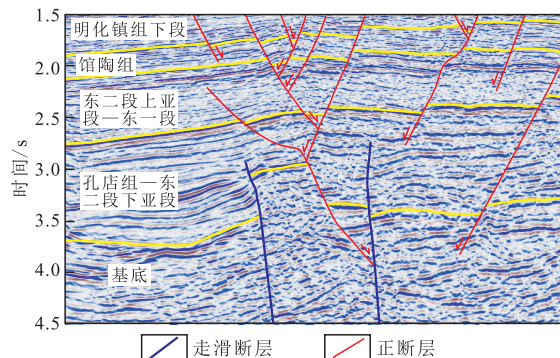 1.5
2.0
2.5
3.0
3.5
4.0
4.5
时间/s
明化镇组下段
馆陶组
东二段上亚
段—东一段
孔店组—东
二段下亚段
基底
走滑断层
正断层